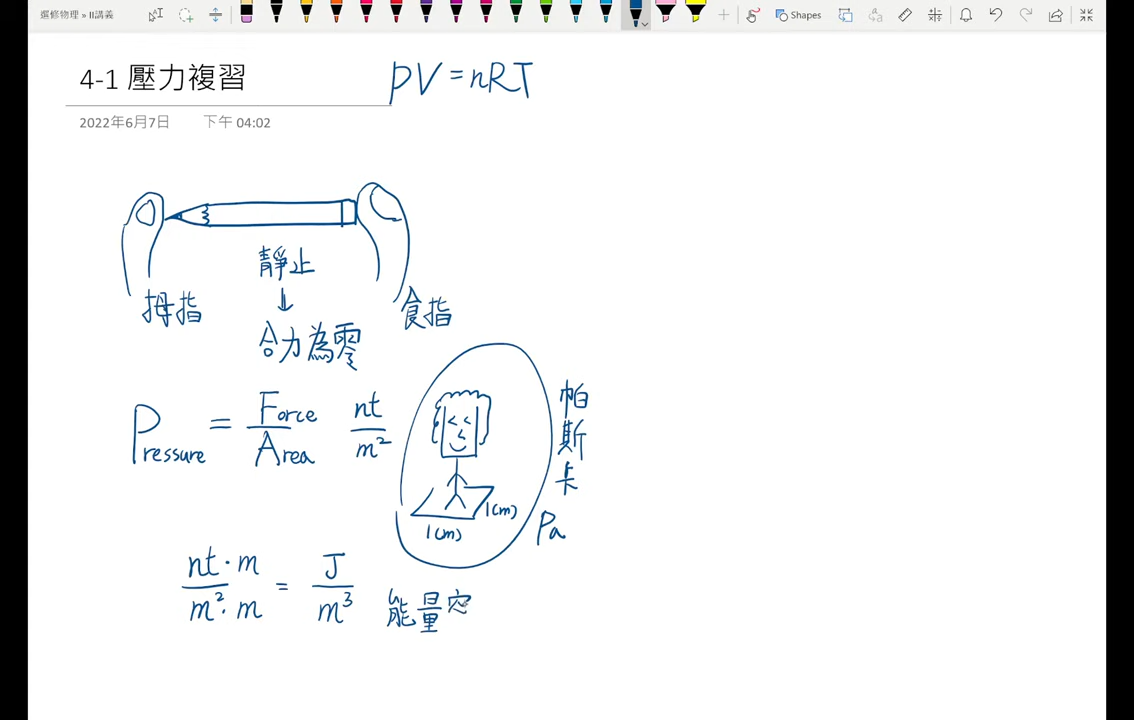 選修物理 » II講義
Shapes
4-1 壓力複習
PV = nRT
2022年6月7日 下午 04:02
靜止
↓
拇指
食指
合力為零
Pressure = Force / Area nt / m²
帕斯卡
1(m)
1(m)
Pa
nt · m / m² · m = J / m³
能量